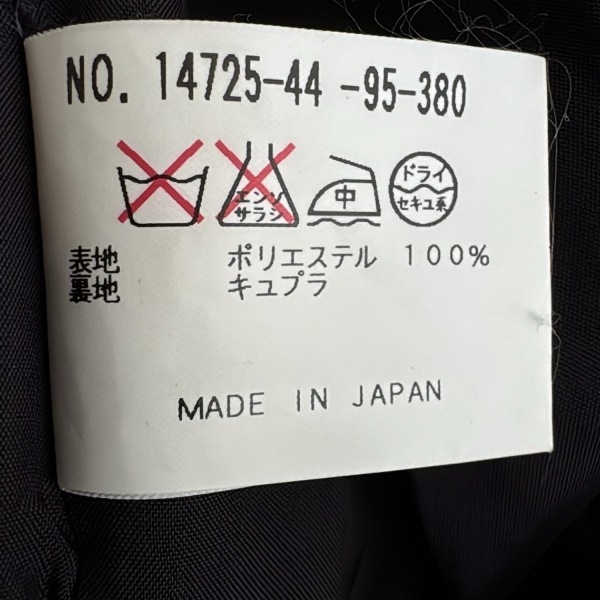 NO. 14725-44 -95-380
エンソ
サラシ
中
ドライ
セキユ系
表地 ポリエステル 100%
裏地 キュプラ
MADE IN JAPAN